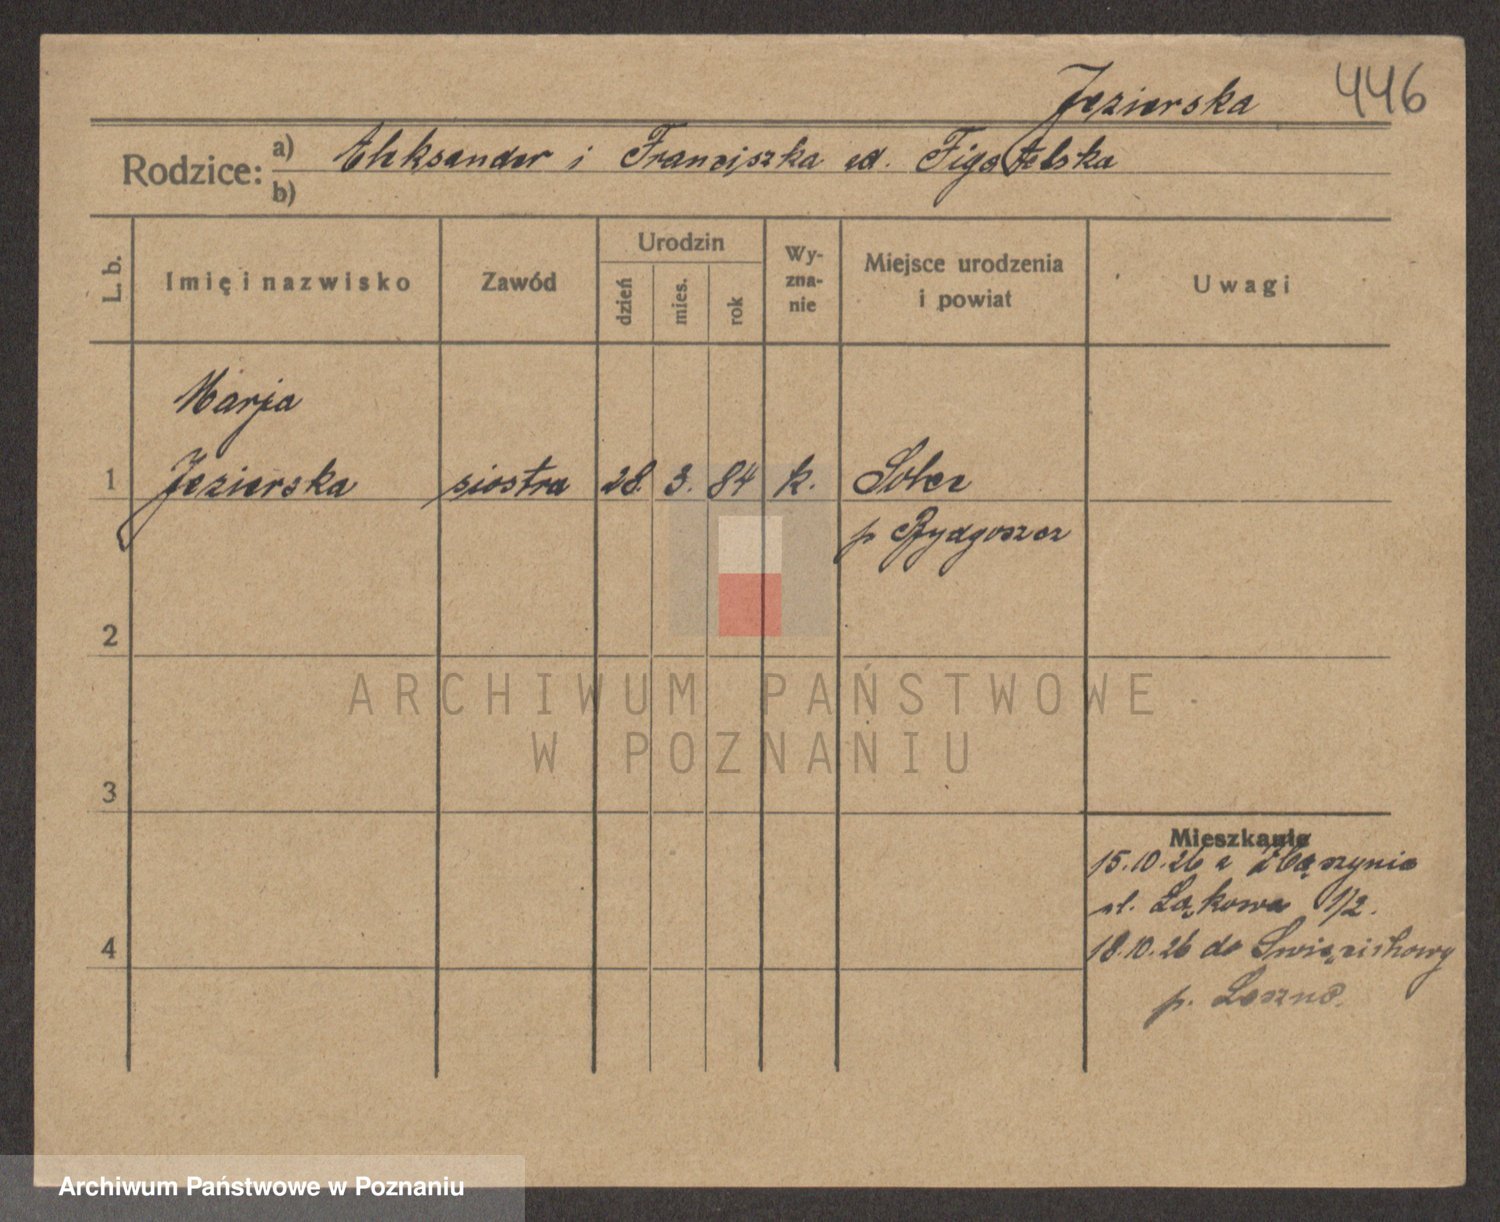 Jezierska 446
Rodzice: a) Aleksander i Franciszka
b)
L. b. Imię i nazwisko Zawód Urodzin dzień mies. rok Wy-zna-nie Miejsce urodzenia i powiat Uwagi
Marja
1 Jezierska siostra 28. 3. 84 k.
p Bydgoszcz
2
ARCHIWUM PAŃSTWOWE
W POZNANIU
3
Mieszkanie
15.10.26 z Zbąszynia
ul. Łąkowa 1/2.
4 18.10.26 do
p. Leszno.
Archiwum Państwowe w Poznaniu